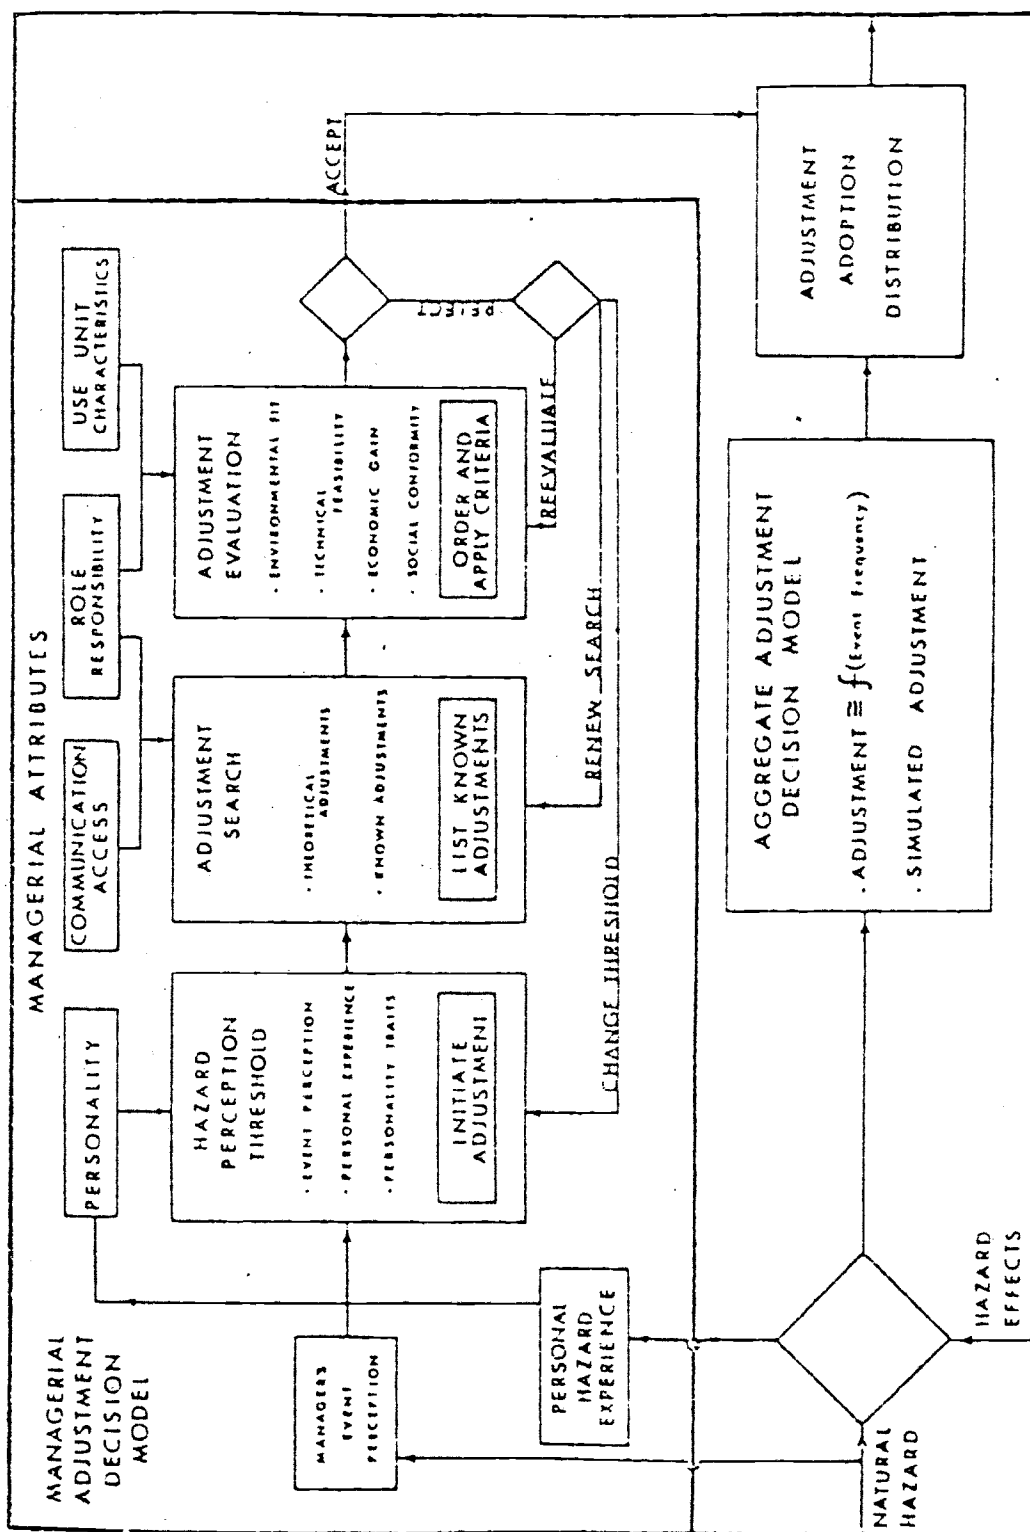 MANAGERIAL
ADJUSTMENT
DECISION
MODEL
MANAGERIAL ATTRIBUTES
PERSONALITY
COMMUNICATION
ACCESS
ROLE
RESPONSIBILITY
USE UNIT
CHARACTERISTICS
MANAGERS
EVENT
PERCEPTION
HAZARD
PERCEPTION
THRESHOLD
· EVENT PERCEPTION
· PERSONAL EXPERIENCE
· PERSONALITY TRAITS
INITIATE
ADJUSTMENT
ADJUSTMENT
SEARCH
· THEORETICAL
ADJUSTMENTS
· KNOWN ADJUSTMENTS
LIST KNOWN
ADJUSTMENTS
ADJUSTMENT
EVALUATION
· ENVIRONMENTAL FIT
· TECHNICAL
FEASIBILITY
· ECONOMIC GAIN
· SOCIAL CONFORMITY
ORDER AND
APPLY CRITERIA
ACCEPT
REJECT
REEVALUATE
RENEW SEARCH
CHANGE THRESHOLD
PERSONAL
HAZARD
EXPERIENCE
NATURAL
HAZARD
HAZARD
EFFECTS
AGGREGATE ADJUSTMENT
DECISION MODEL
· ADJUSTMENT ≅ f(Event Frequency)
· SIMULATED ADJUSTMENT
ADJUSTMENT
ADOPTION
DISTRIBUTION